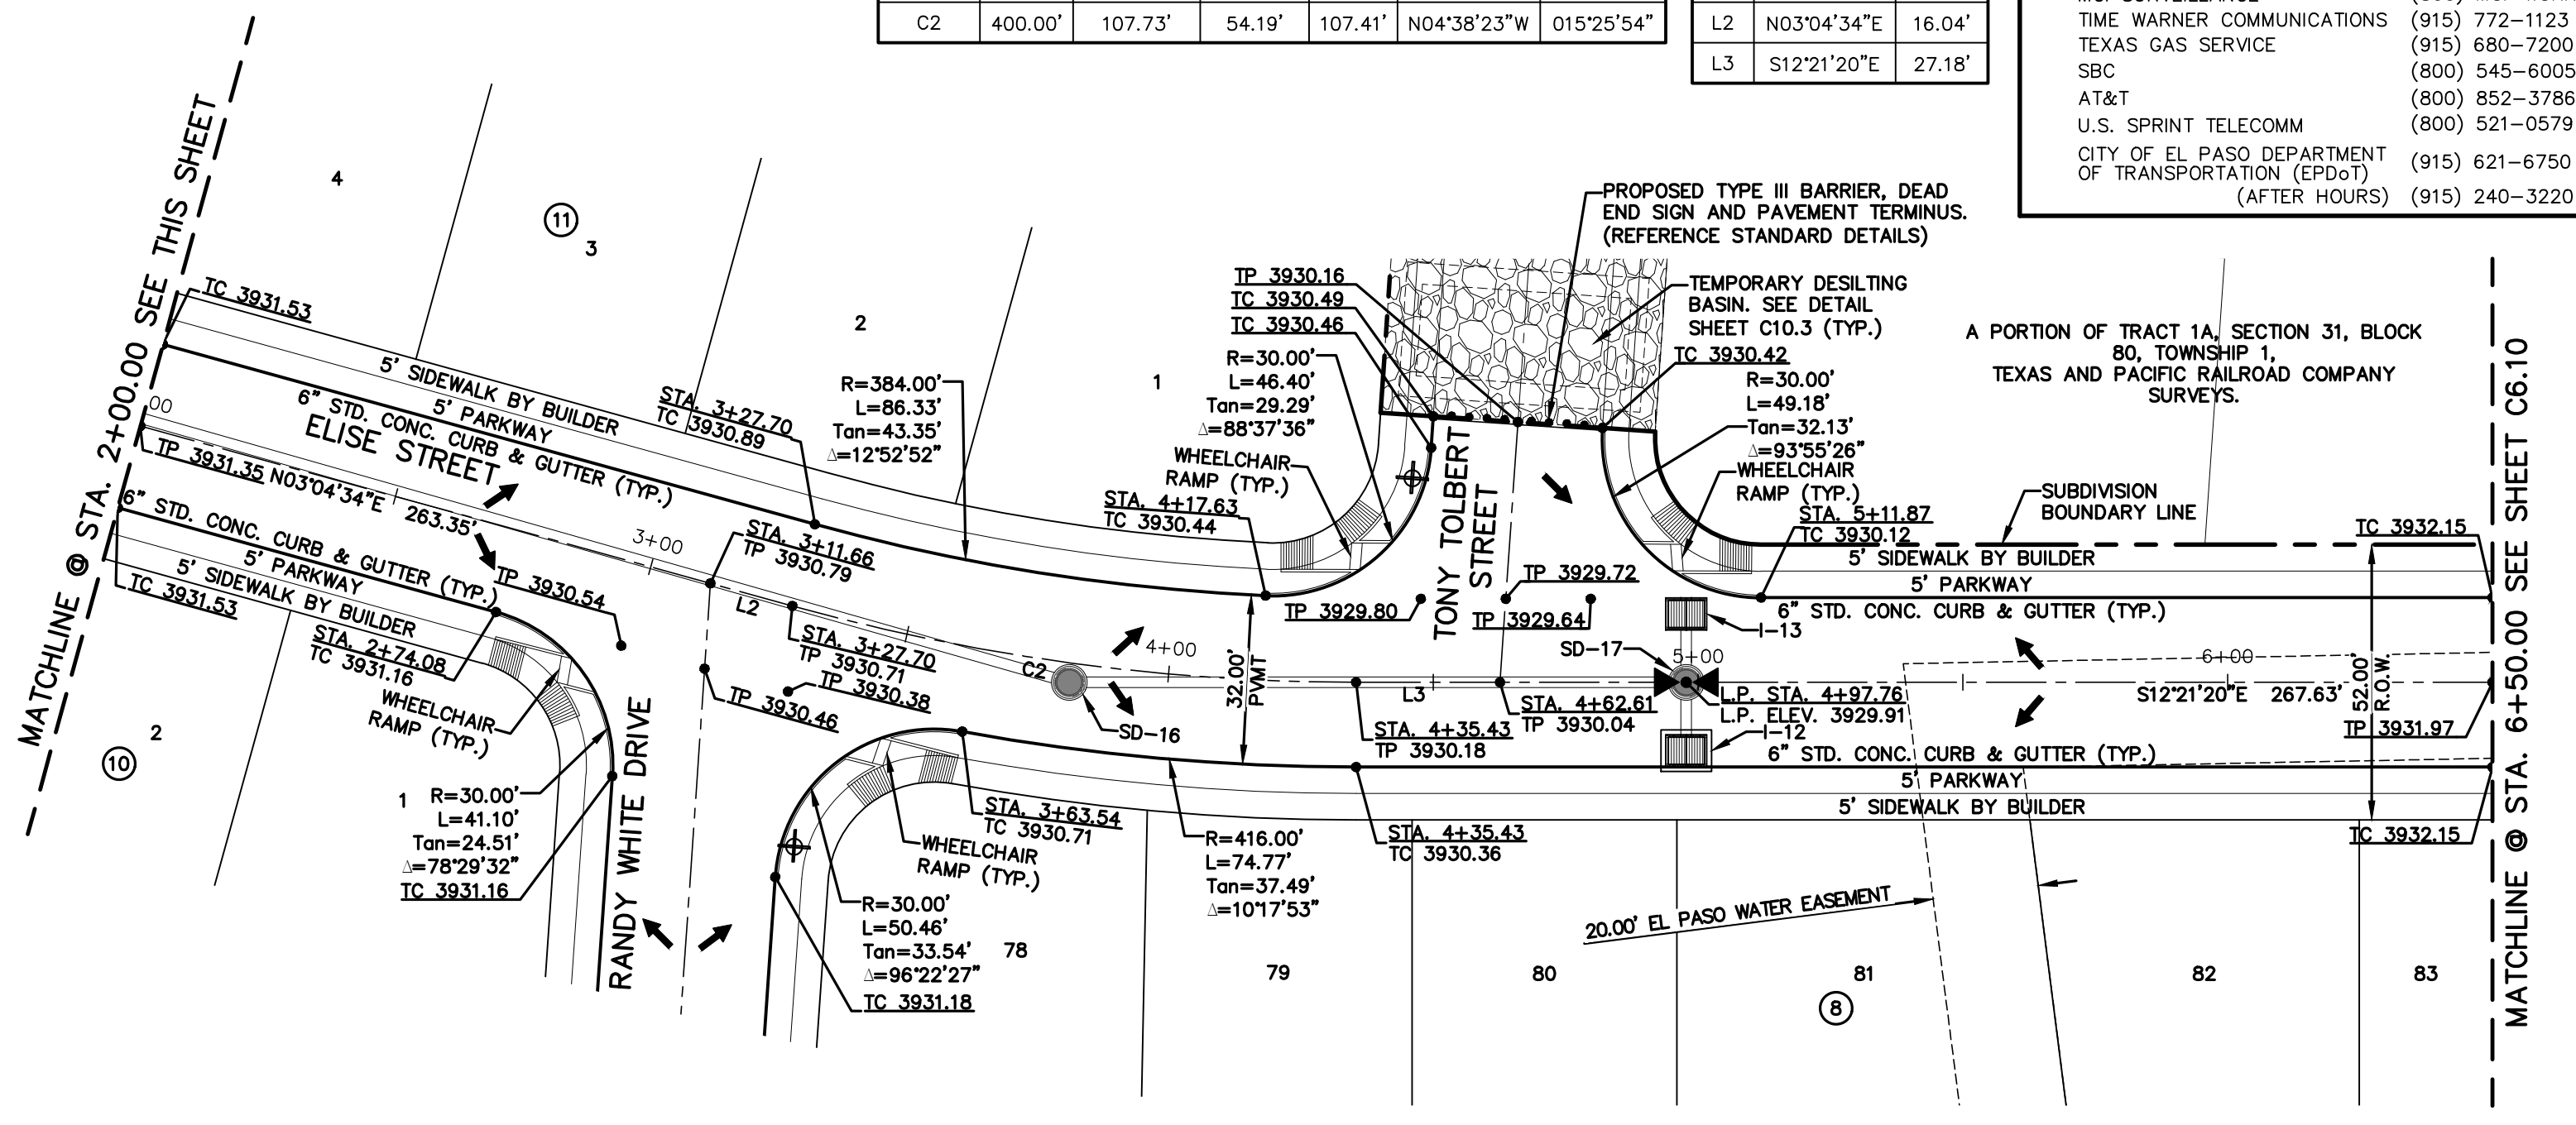 C2 400.00' 107.73' 54.19' 107.41' N04°38'23"W 015°25'54"
L2 N03°04'34"E 16.04'
L3 S12°21'20"E 27.18'
TIME WARNER COMMUNICATIONS (915) 772-1123
TEXAS GAS SERVICE (915) 680-7200
SBC (800) 545-6005
AT&T (800) 852-3786
U.S. SPRINT TELECOMM (800) 521-0579
CITY OF EL PASO DEPARTMENT
OF TRANSPORTATION (EPDoT) (915) 621-6750
(AFTER HOURS) (915) 240-3220
MATCHLINE @ STA. 2+00.00 SEE THIS SHEET
4
11
3
2
1
TC 3931.53
5' SIDEWALK BY BUILDER
5' PARKWAY
6" STD. CONC. CURB & GUTTER (TYP.)
ELISE STREET
00
TP 3931.35
N03°04'34"E 263.35'
6" STD. CONC. CURB & GUTTER (TYP.)
5' PARKWAY
5' SIDEWALK BY BUILDER
TC 3931.53
STA. 3+27.70
TC 3930.89
R=384.00'
L=86.33'
Tan=43.35'
Δ=12°52'52"
3+00
STA. 3+11.66
TP 3930.79
L2
TP 3930.54
STA. 2+74.08
TC 3931.16
WHEELCHAIR
RAMP (TYP.)
STA. 3+27.70
TP 3930.71
TP 3930.38
TP 3930.46
2
10
1
R=30.00'
L=41.10'
Tan=24.51'
Δ=78°29'32"
TC 3931.16
RANDY WHITE DRIVE
C2
4+00
SD-16
STA. 3+63.54
TC 3930.71
WHEELCHAIR
RAMP (TYP.)
R=30.00'
L=50.46'
Tan=33.54'
Δ=96°22'27"
TC 3931.18
78
TP 3930.16
TC 3930.49
TC 3930.46
R=30.00'
L=46.40'
Tan=29.29'
Δ=88°37'36"
WHEELCHAIR
RAMP (TYP.)
STA. 4+17.63
TC 3930.44
PROPOSED TYPE III BARRIER, DEAD
END SIGN AND PAVEMENT TERMINUS.
(REFERENCE STANDARD DETAILS)
TEMPORARY DESILTING
BASIN. SEE DETAIL
SHEET C10.3 (TYP.)
TC 3930.42
R=30.00'
L=49.18'
Tan=32.13'
Δ=93°55'26"
WHEELCHAIR
RAMP (TYP.)
STA. 5+11.87
TC 3930.12
TONY TOLBERT
STREET
TP 3929.80
TP 3929.72
TP 3929.64
32.00'
PVMT
SD-17
I-13
5+00
L3
STA. 4+35.43
TP 3930.18
STA. 4+62.61
TP 3930.04
L.P. STA. 4+97.76
L.P. ELEV. 3929.91
I-12
STA. 4+35.43
TC 3930.36
R=416.00'
L=74.77'
Tan=37.49'
Δ=10°17'53"
A PORTION OF TRACT 1A, SECTION 31, BLOCK
80, TOWNSHIP 1,
TEXAS AND PACIFIC RAILROAD COMPANY
SURVEYS.
SUBDIVISION
BOUNDARY LINE
TC 3932.15
5' SIDEWALK BY BUILDER
5' PARKWAY
6" STD. CONC. CURB & GUTTER (TYP.)
6+00
S12°21'20"E 267.63'
52.00'
R.O.W.
TP 3931.97
6" STD. CONC. CURB & GUTTER (TYP.)
5' PARKWAY
5' SIDEWALK BY BUILDER
TC 3932.15
20.00' EL PASO WATER EASEMENT
79
80
81
8
82
83
MATCHLINE @ STA. 6+50.00 SEE SHEET C6.10